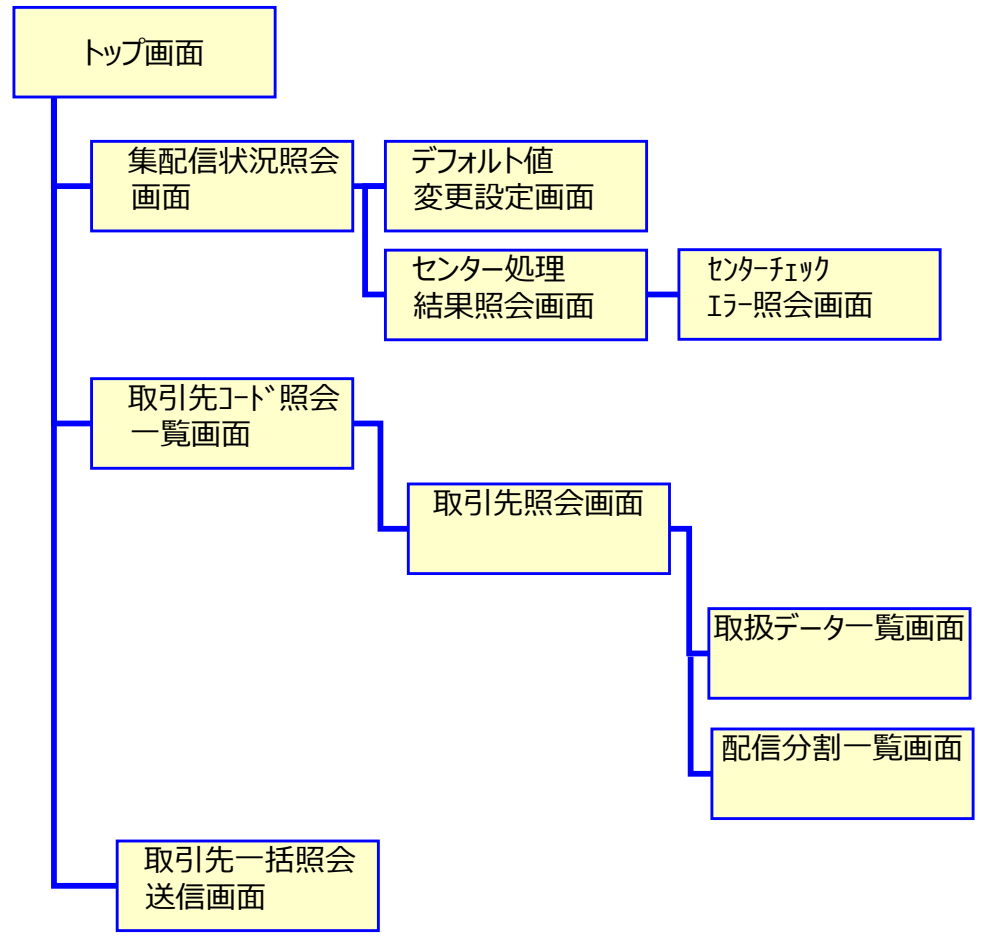 トップ画面
集配信状況照会
画面
デフォルト値
変更設定画面
センター処理
結果照会画面
ｾﾝﾀｰﾁｪｯｸ
ｴﾗｰ照会画面
取引先ｺｰﾄﾞ照会
一覧画面
取引先照会画面
取扱データ一覧画面
配信分割一覧画面
取引先一括照会
送信画面